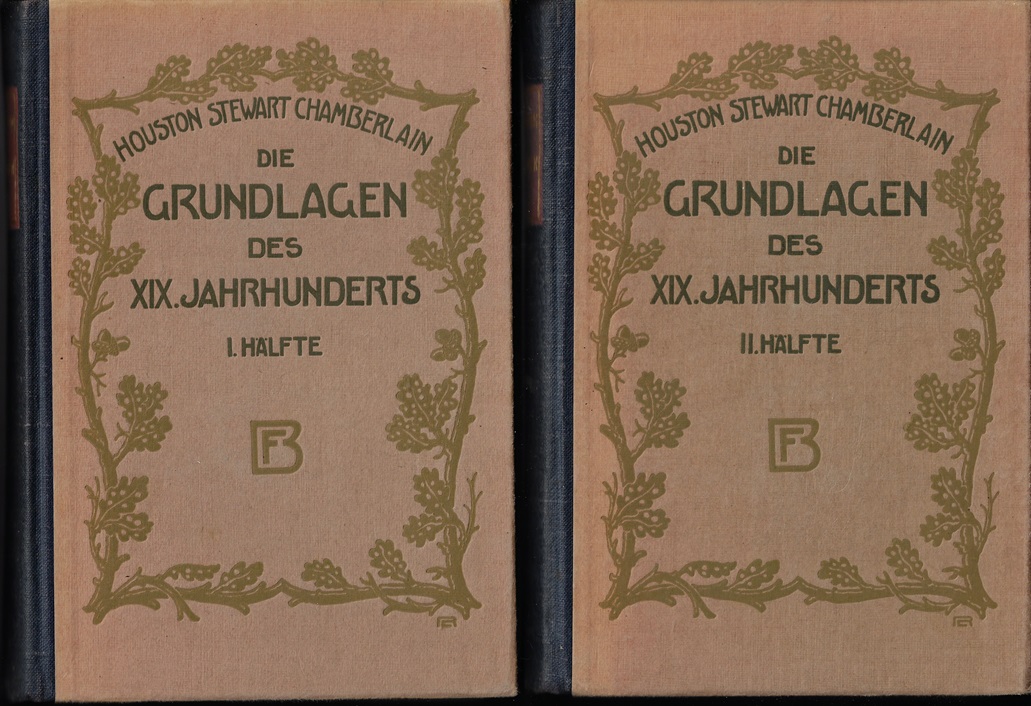 HOUSTON STEWART CHAMBERLAIN
DIE
GRUNDLAGEN
DES
XIX. JAHRHUNDERTS
I. HÄLFTE
FB
HOUSTON STEWART CHAMBERLAIN
DIE
GRUNDLAGEN
DES
XIX. JAHRHUNDERTS
II. HÄLFTE
FB